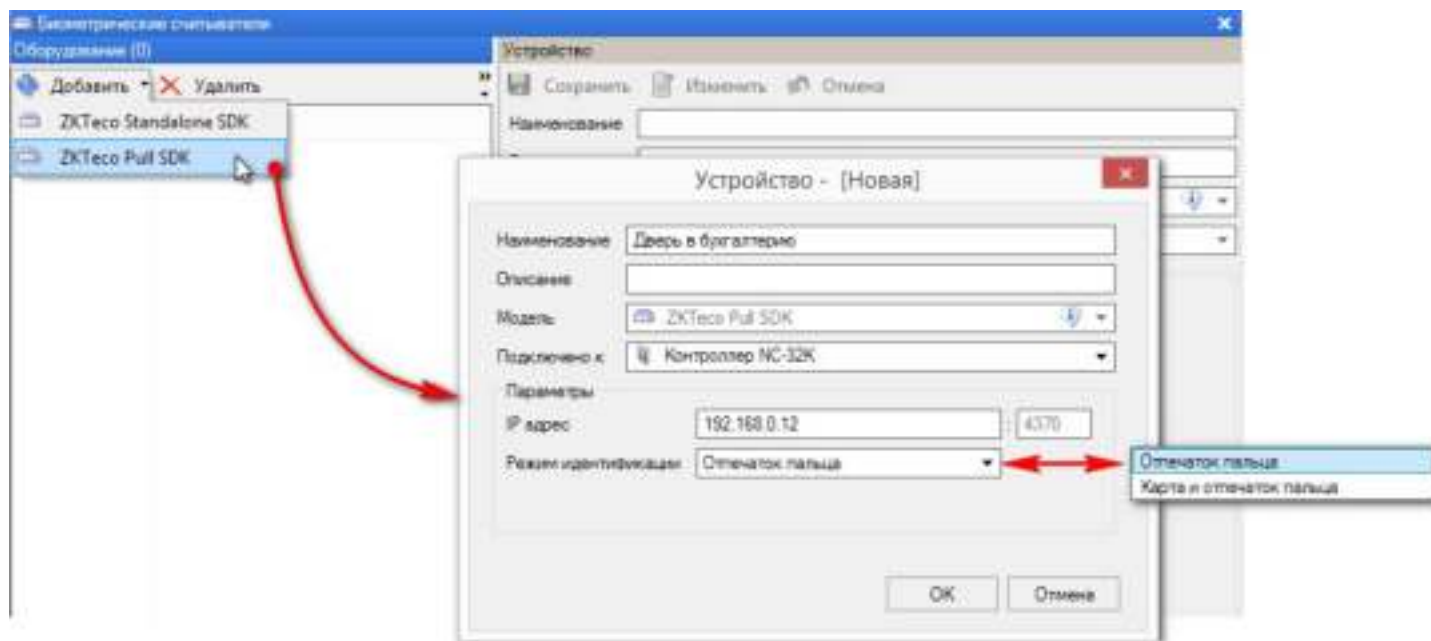 Биометрические считыватели
Оборудование (0)
Устройство
Добавить
Удалить
Сохранить
Изменить
Отмена
ZKTeco Standalone SDK
ZKTeco Pull SDK
Наименование
Устройство - [Новая]
Наименование
Дверь в бухгалтерию
Описание
Модель
ZKTeco Pull SDK
Подключено к
Контроллер NC-32K
Параметры
IP адрес
192.168.0.12
:
4370
Режим идентификации
Отпечаток пальца
Отпечаток пальца
Карта и отпечаток пальца
OK
Отмена